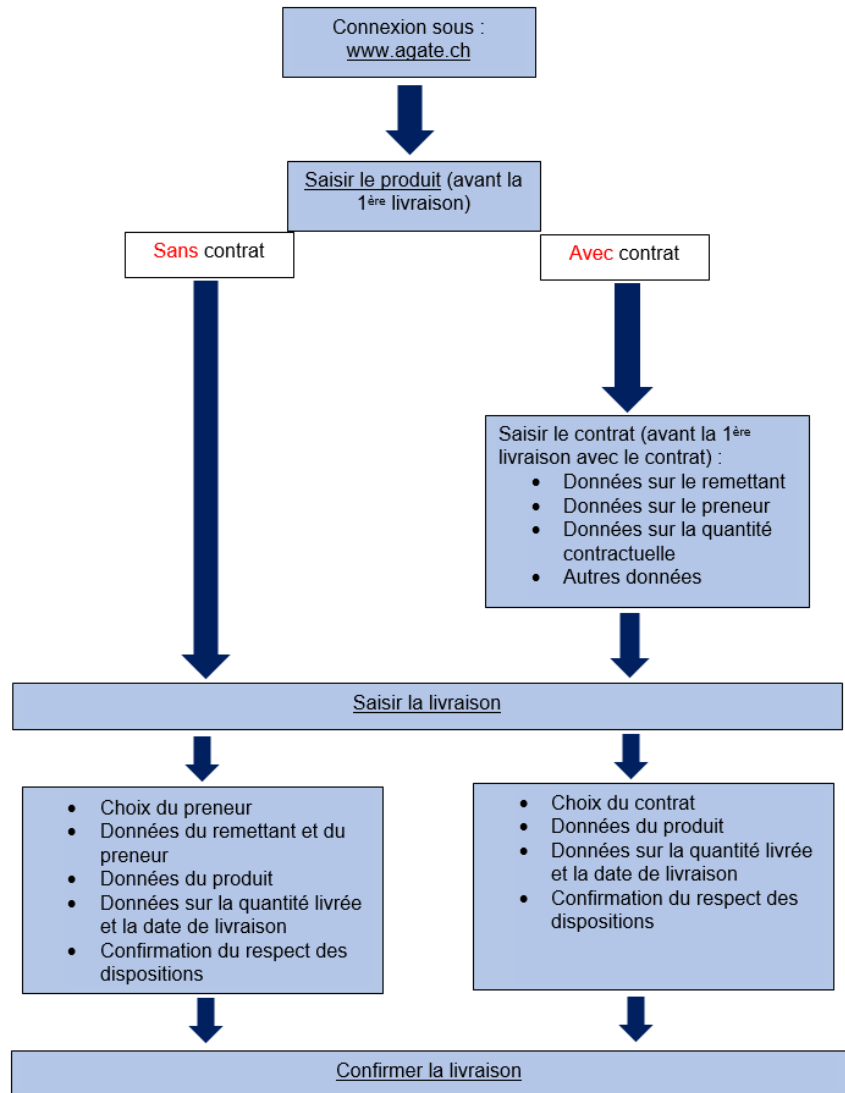 Connexion sous :
www.agate.ch
Saisir le produit (avant la
1ère livraison)
Sans contrat
Avec contrat
Saisir le contrat (avant la 1ère
livraison avec le contrat) :
• Données sur le remettant
• Données sur le preneur
• Données sur la quantité
contractuelle
• Autres données
Saisir la livraison
• Choix du preneur
• Données du remettant et du
preneur
• Données du produit
• Données sur la quantité livrée
et la date de livraison
• Confirmation du respect des
dispositions
• Choix du contrat
• Données du produit
• Données sur la quantité livrée
et la date de livraison
• Confirmation du respect des
dispositions
Confirmer la livraison